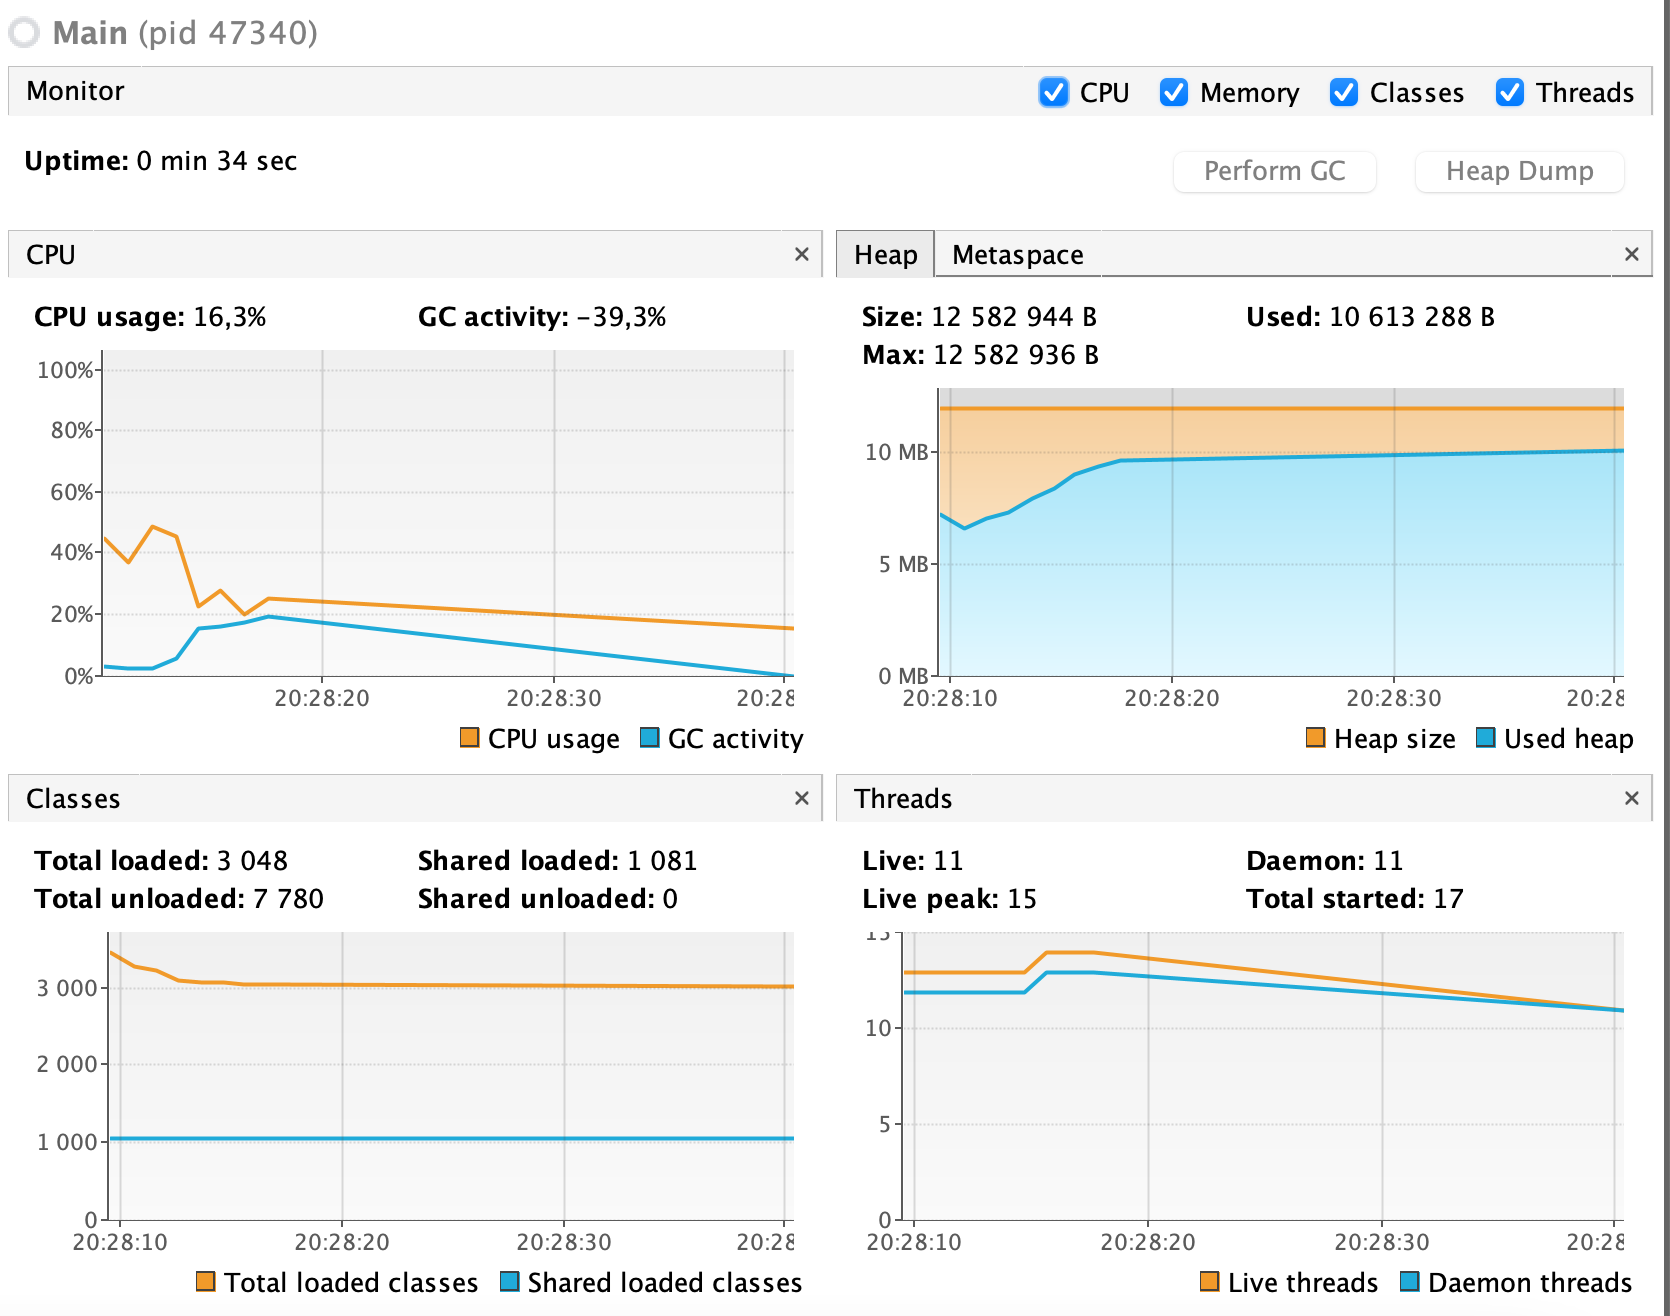 Main (pid 47340)
Monitor CPU Memory Classes Threads
Uptime: 0 min 34 sec
Perform GC Heap Dump
CPU ×
CPU usage: 16,3% GC activity: -39,3%
100%
80%
60%
40%
20%
0%
20:28:20 20:28:30 20:28
CPU usage GC activity
Heap Metaspace ×
Size: 12 582 944 B Used: 10 613 288 B
Max: 12 582 936 B
10 MB
5 MB
0 MB
20:28:10 20:28:20 20:28:30 20:28
Heap size Used heap
Classes ×
Total loaded: 3 048 Shared loaded: 1 081
Total unloaded: 7 780 Shared unloaded: 0
3 000
2 000
1 000
0
20:28:10 20:28:20 20:28:30 20:28
Total loaded classes Shared loaded classes
Threads ×
Live: 11 Daemon: 11
Live peak: 15 Total started: 17
15
10
5
0
20:28:10 20:28:20 20:28:30 20:28
Live threads Daemon threads